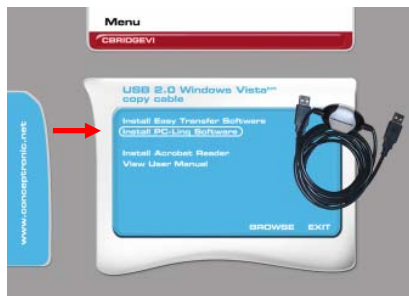 Menu
CBRIDGEVI
USB 2.0 Windows Vista™
copy cable
Install Easy Transfer Software
Install PC-Linq Software
Install Acrobat Reader
View User Manual
BROWSE EXIT
www.conceptronic.net